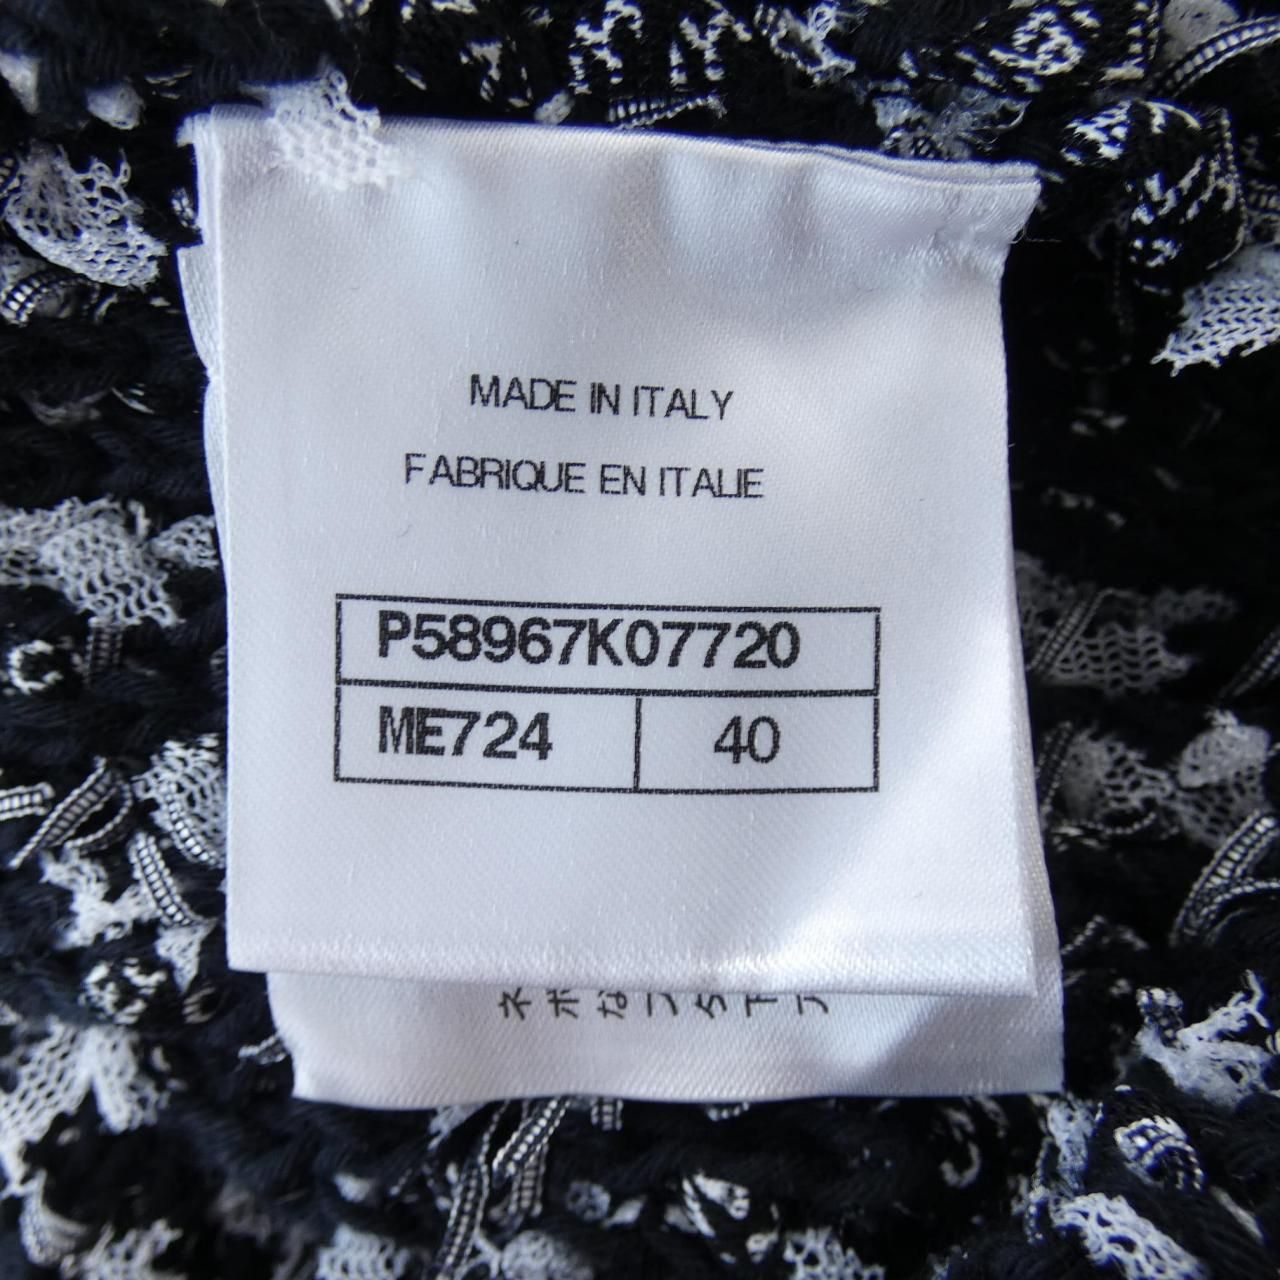 MADE IN ITALY
FABRIQUE EN ITALIE
P58967K07720
ME724 40